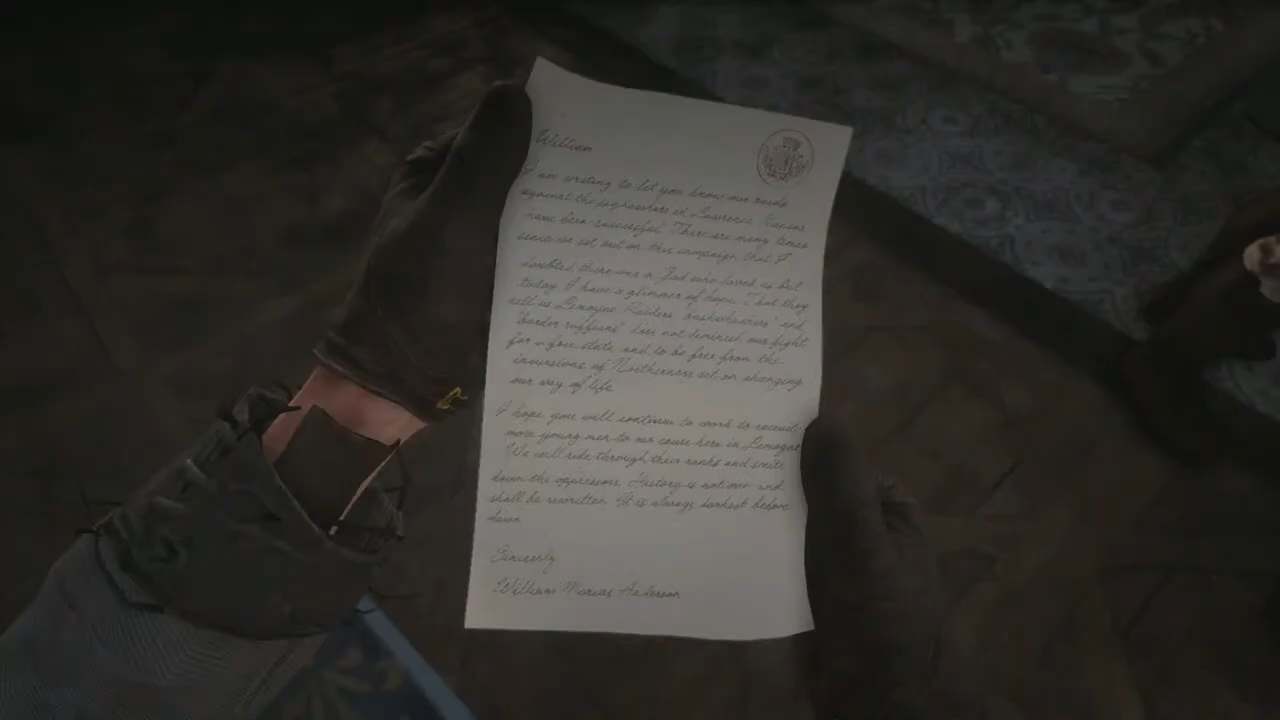 William
I am writing to let you know our raids
against the jayhawkers in Lawrence, Kansas
have been successful. There are many times
since we set out on this campaign that I
doubted there was a God who loved us but
today I have a glimmer of hope. That they
call us Lemoyne Raiders "bushwhackers" and
"border ruffians" does not diminish our fight
for a free state and to be free from the
incursions of Northerners set on changing
our way of life.
I hope you will continue to work to recruit
more young men to our cause here in Lemoyne
We will ride through their ranks and smite
down the oppressors. History is not over and
shall be rewritten. It is always darkest before
dawn.
Sincerely
William Marcas Anderson